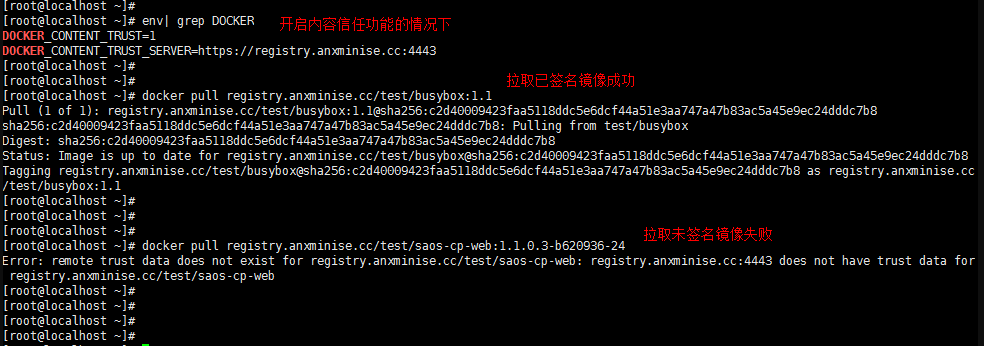 [root@localhost ~]#
[root@localhost ~]# env| grep DOCKER 开启内容信任功能的情况下
DOCKER_CONTENT_TRUST=1
DOCKER_CONTENT_TRUST_SERVER=https://registry.anxminise.cc:4443
[root@localhost ~]#
[root@localhost ~]# 拉取已签名镜像成功
[root@localhost ~]# docker pull registry.anxminise.cc/test/busybox:1.1
Pull (1 of 1): registry.anxminise.cc/test/busybox:1.1@sha256:c2d40009423faa5118ddc5e6dcf44a51e3aa747a47b83ac5a45e9ec24dddc7b8
sha256:c2d40009423faa5118ddc5e6dcf44a51e3aa747a47b83ac5a45e9ec24dddc7b8: Pulling from test/busybox
Digest: sha256:c2d40009423faa5118ddc5e6dcf44a51e3aa747a47b83ac5a45e9ec24dddc7b8
Status: Image is up to date for registry.anxminise.cc/test/busybox@sha256:c2d40009423faa5118ddc5e6dcf44a51e3aa747a47b83ac5a45e9ec24dddc7b8
Tagging registry.anxminise.cc/test/busybox@sha256:c2d40009423faa5118ddc5e6dcf44a51e3aa747a47b83ac5a45e9ec24dddc7b8 as registry.anxminise.cc
/test/busybox:1.1
[root@localhost ~]#
[root@localhost ~]#
[root@localhost ~]#
[root@localhost ~]# docker pull registry.anxminise.cc/test/saos-cp-web:1.1.0.3-b620936-24 拉取未签名镜像失败
Error: remote trust data does not exist for registry.anxminise.cc/test/saos-cp-web: registry.anxminise.cc:4443 does not have trust data for
registry.anxminise.cc/test/saos-cp-web
[root@localhost ~]#
[root@localhost ~]#
[root@localhost ~]#
[root@localhost ~]#
[root@localhost ~]#